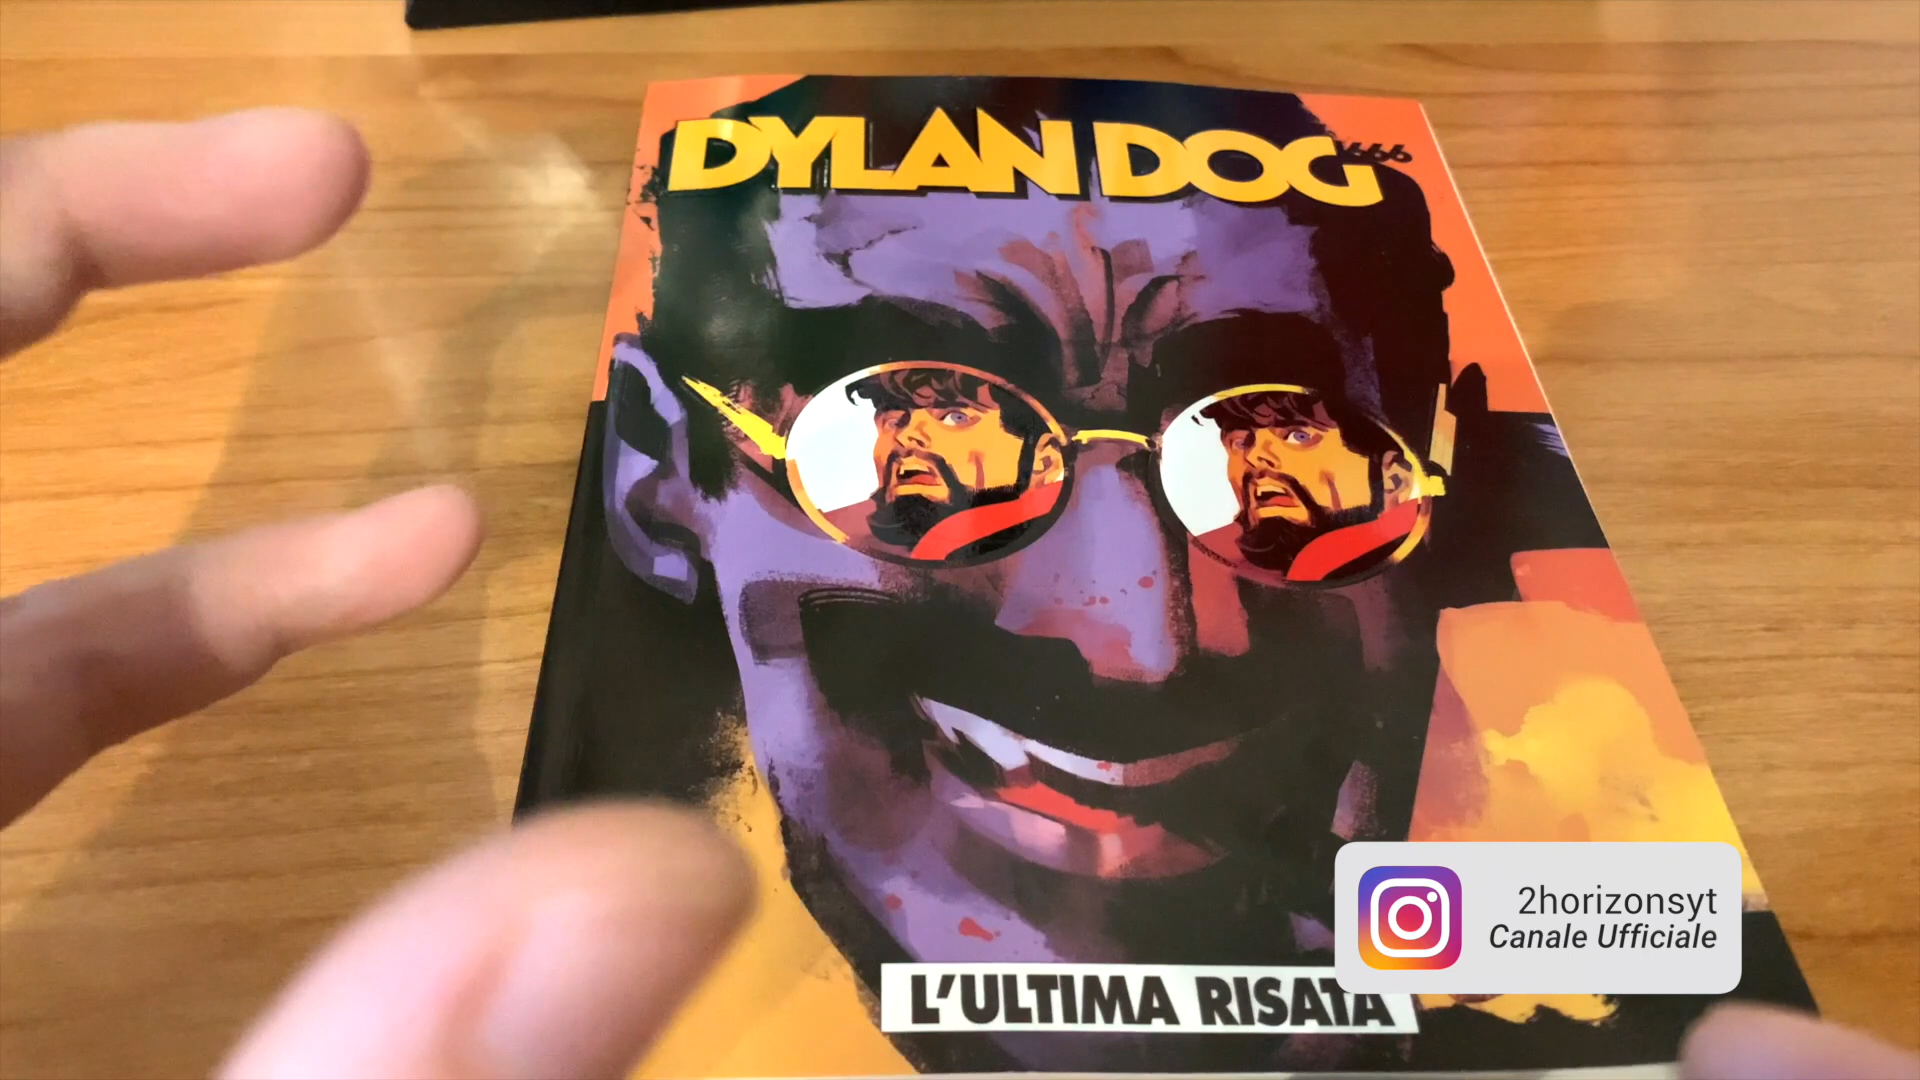 DYLAN DOG
666
L'ULTIMA RISATA
2horizonsyt
Canale Ufficiale